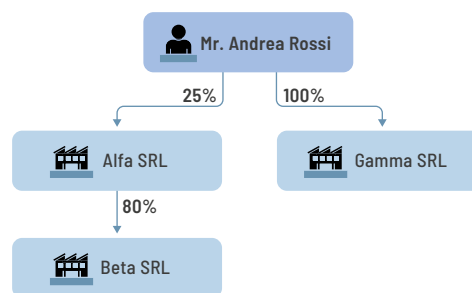 Mr. Andrea Rossi
25%
100%
Alfa SRL
Gamma SRL
80%
Beta SRL